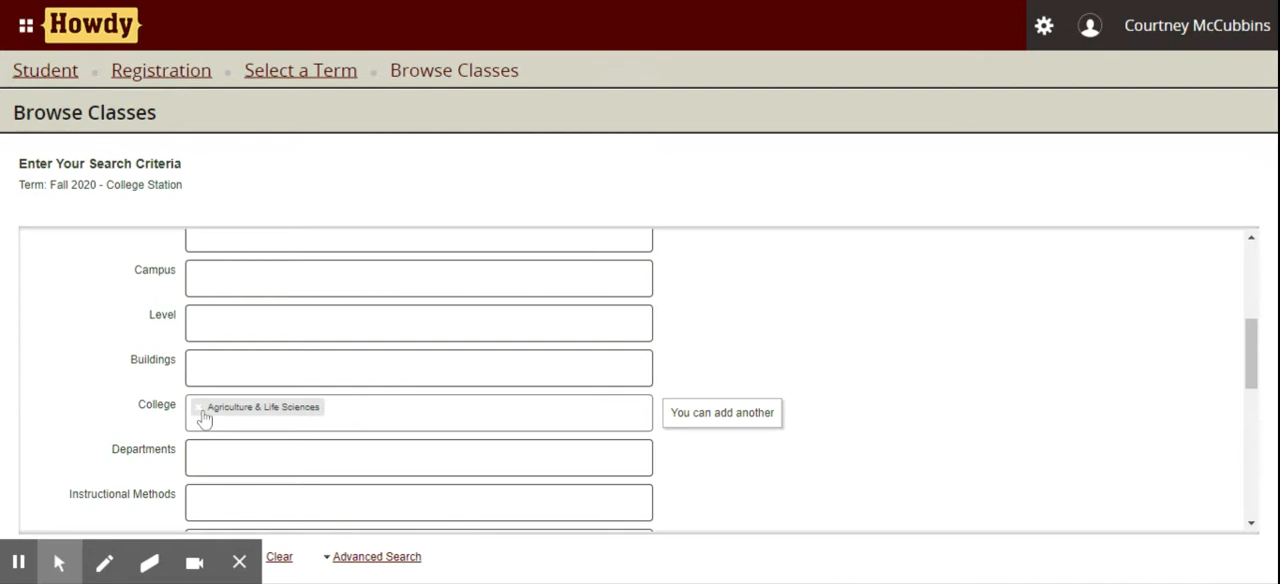 Howdy
Courtney McCubbins
Student Registration Select a Term Browse Classes
Browse Classes
Enter Your Search Criteria
Term: Fall 2020 - College Station
Campus
Level
Buildings
College Agriculture & Life Sciences You can add another
Departments
Instructional Methods
Clear Advanced Search